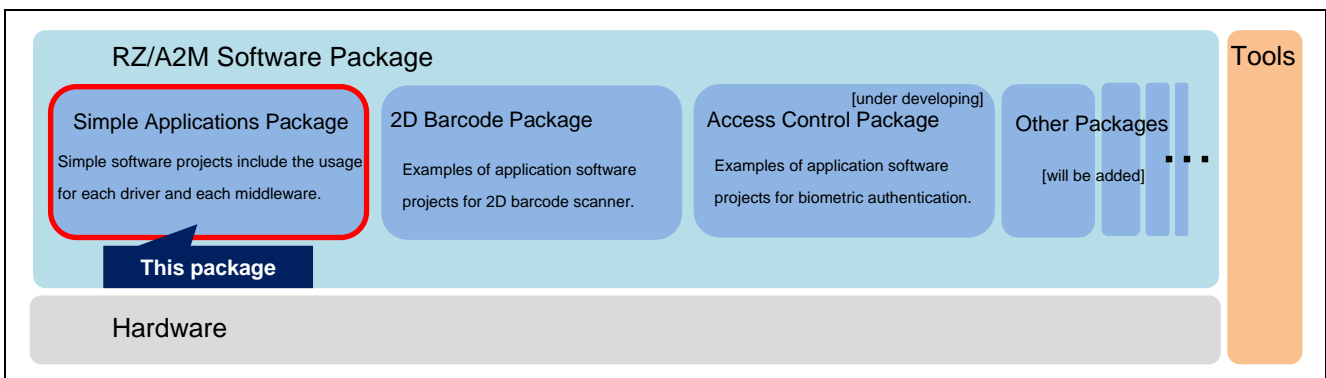 RZ/A2M Software Package
Tools
Simple Applications Package
Simple software projects include the usage
for each driver and each middleware.
This package
2D Barcode Package
Examples of application software
projects for 2D barcode scanner.
[under developing]
Access Control Package
Examples of application software
projects for biometric authentication.
Other Packages
...
[will be added]
Hardware